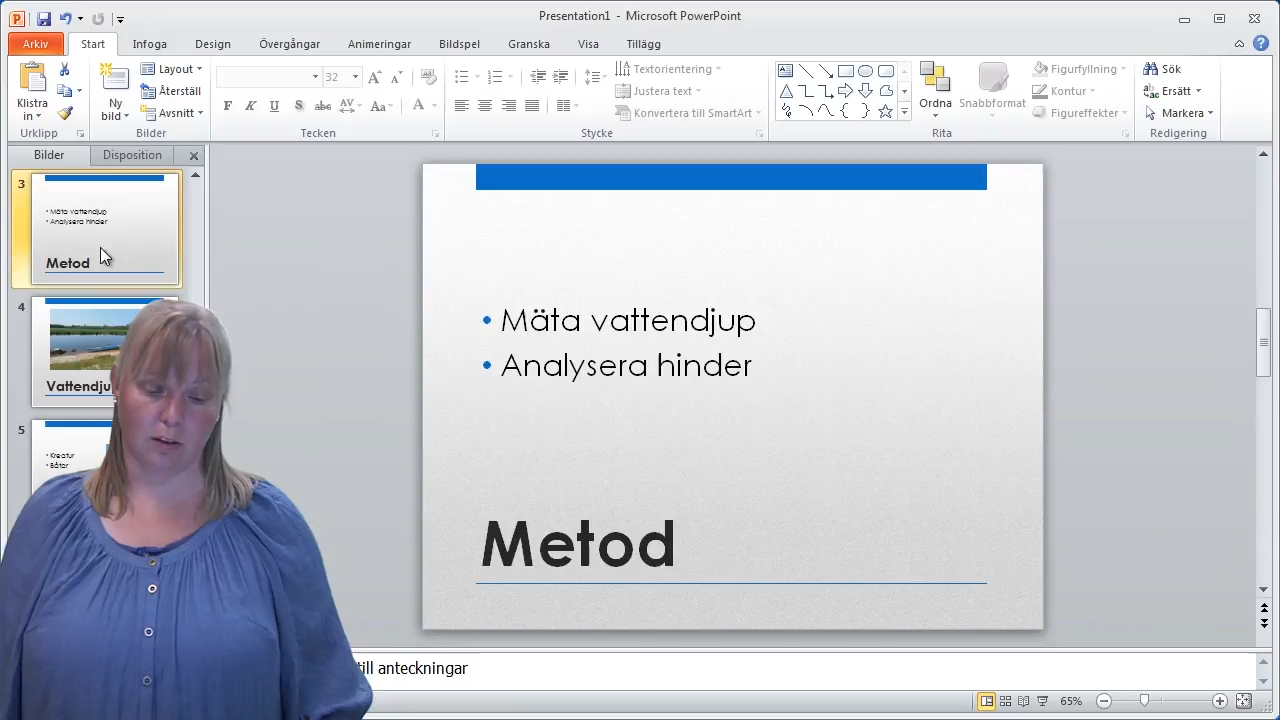 Presentation1 - Microsoft PowerPoint
Arkiv Start Infoga Design Övergångar Animeringar Bildspel Granska Visa Tillägg
Klistra in
Urklipp
Ny bild
Layout
Återställ
Avsnitt
Bilder
32
Tecken
Textorientering
Justera text
Konvertera till SmartArt
Stycke
Ordna
Snabbformat
Figurfyllning
Kontur
Figureffekter
Rita
Sök
Ersätt
Markera
Redigering
Bilder Disposition
3
• Mäta vattendjup
• Analysera hinder
Metod
4
Vattendju
5
• Kreatur
• Båtar
• Mäta vattendjup
• Analysera hinder
Metod
till anteckningar
65%